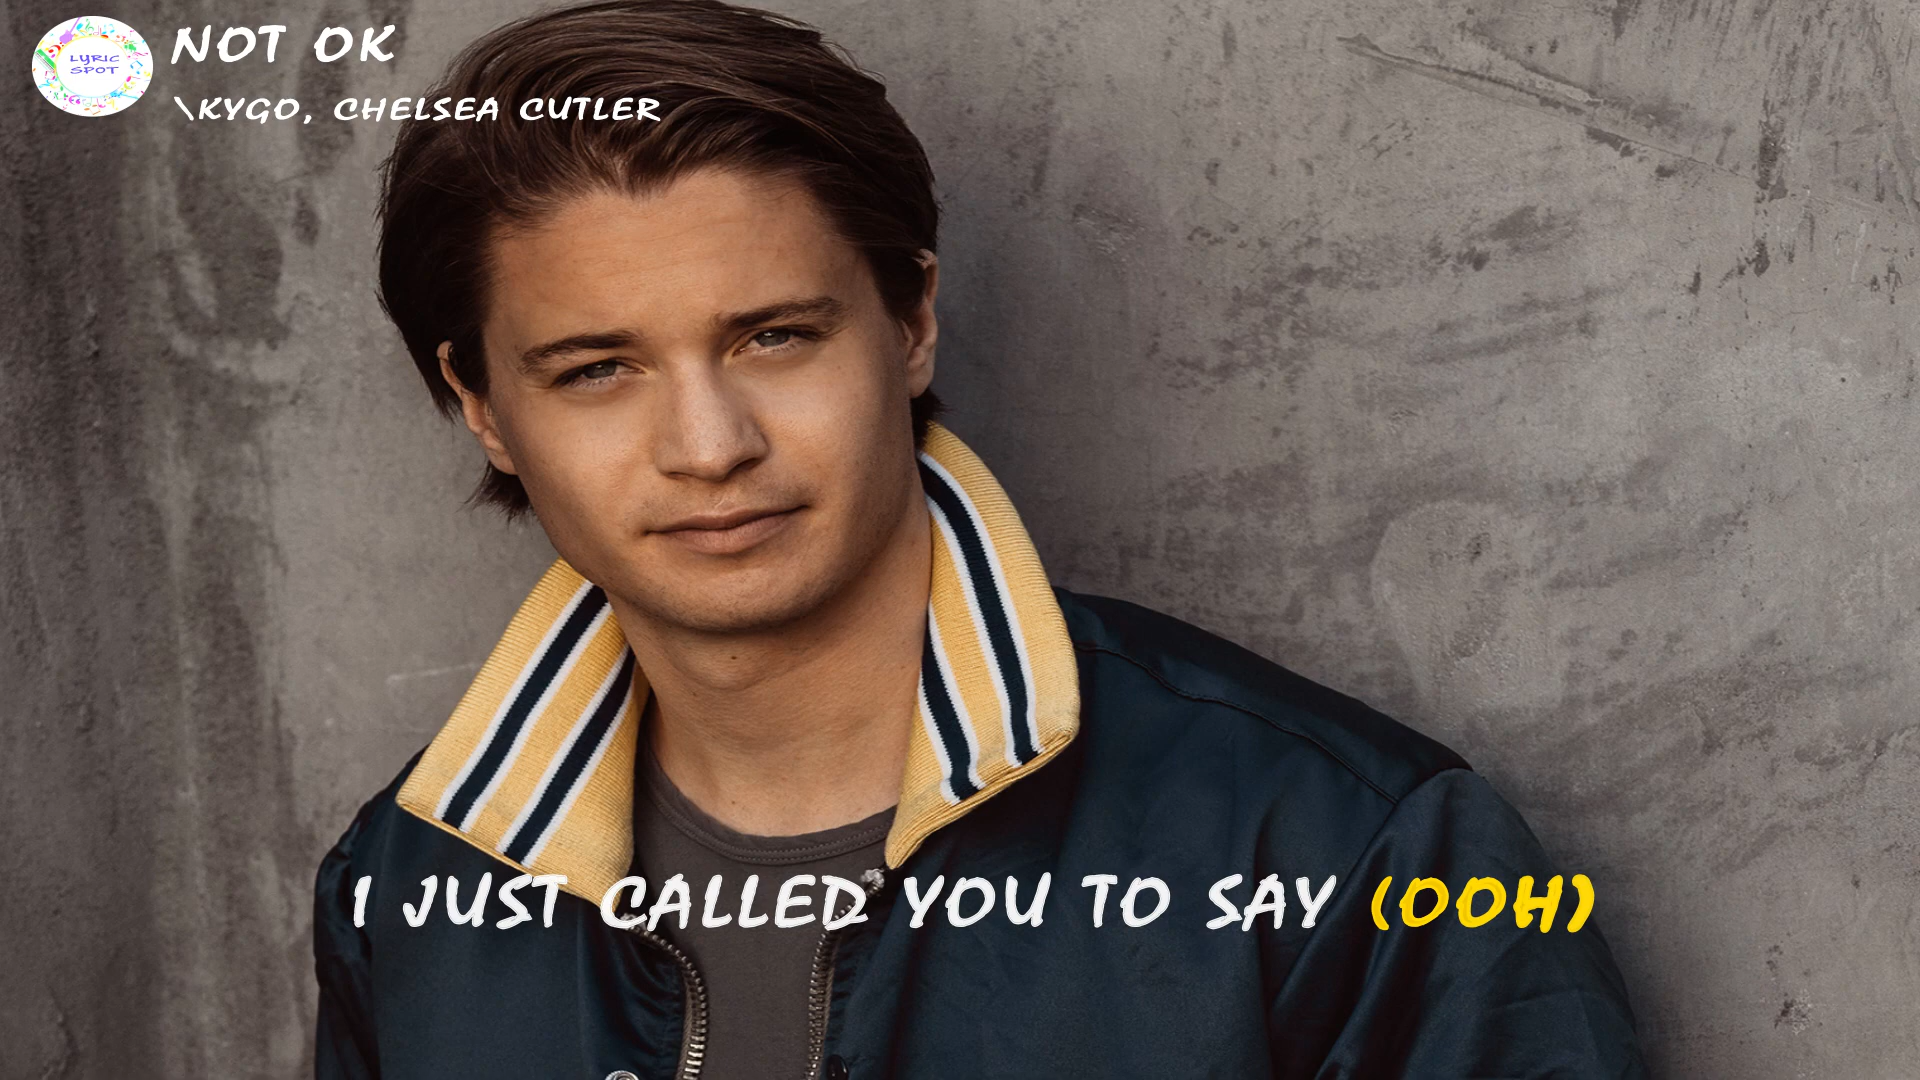 LYRIC
SPOT
NOT OK
\KYGO, CHELSEA CUTLER
I JUST CALLED YOU TO SAY (OOH)